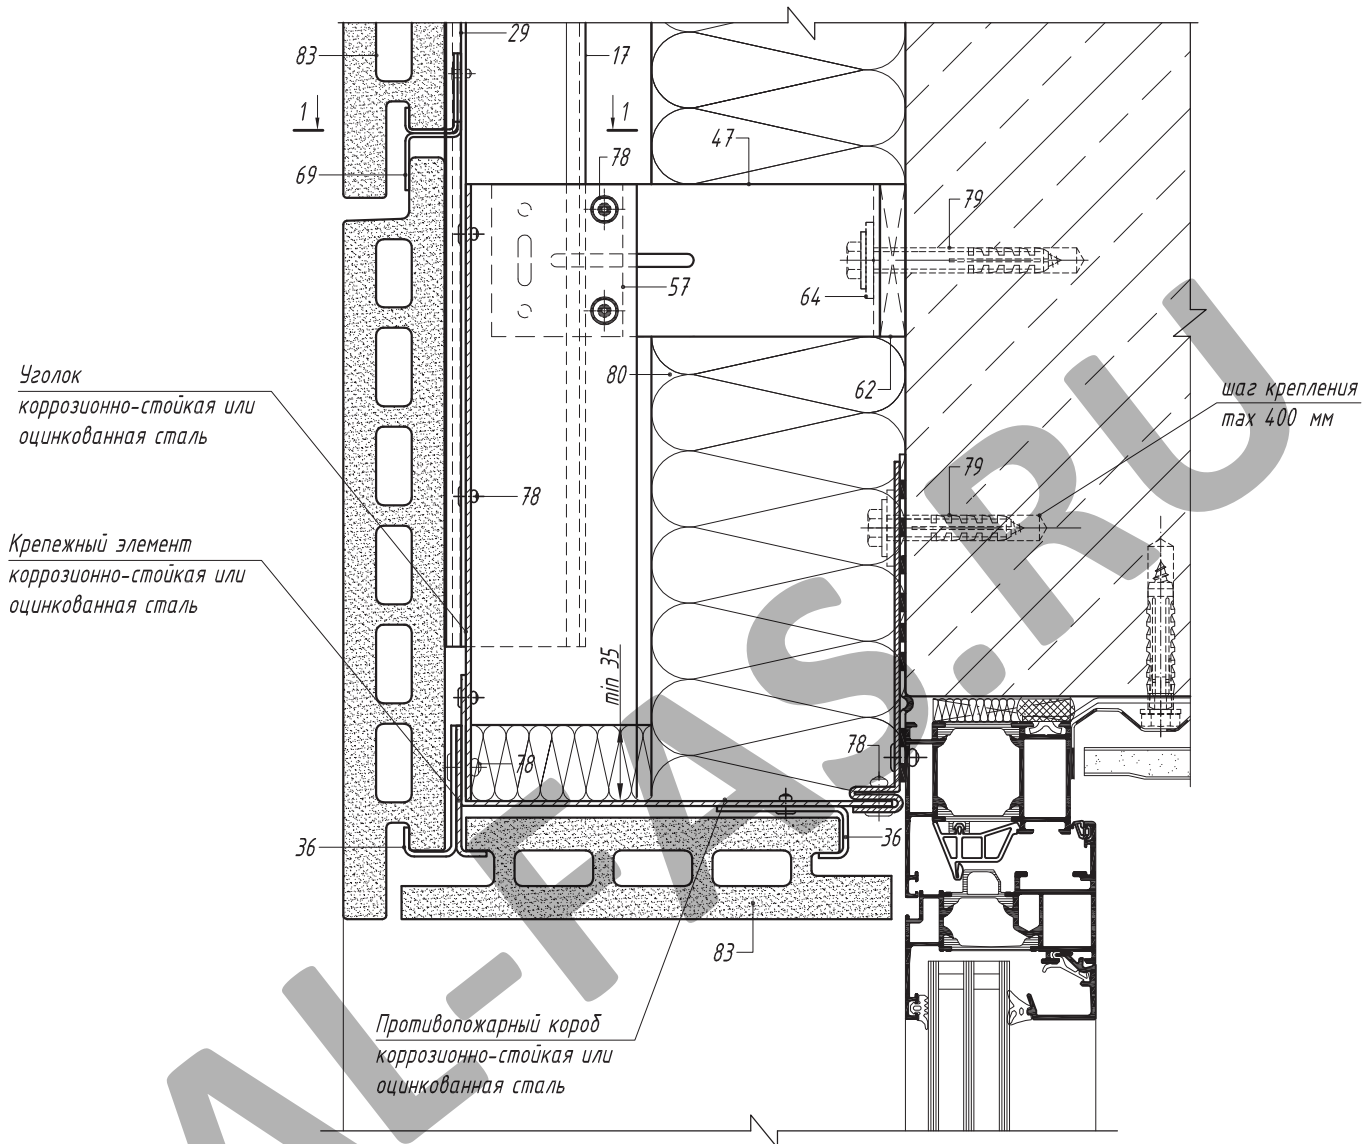 29
83
17
1
1
47
78
69
79
57
64
80
62
Уголок
коррозионно-стойкая или
оцинкованная сталь
шаг крепления
max 400 мм
79
78
Крепежный элемент
коррозионно-стойкая или
оцинкованная сталь
min 35
78
78
36
36
83
Противопожарный короб
коррозионно-стойкая или
оцинкованная сталь
AL-FAS.RU